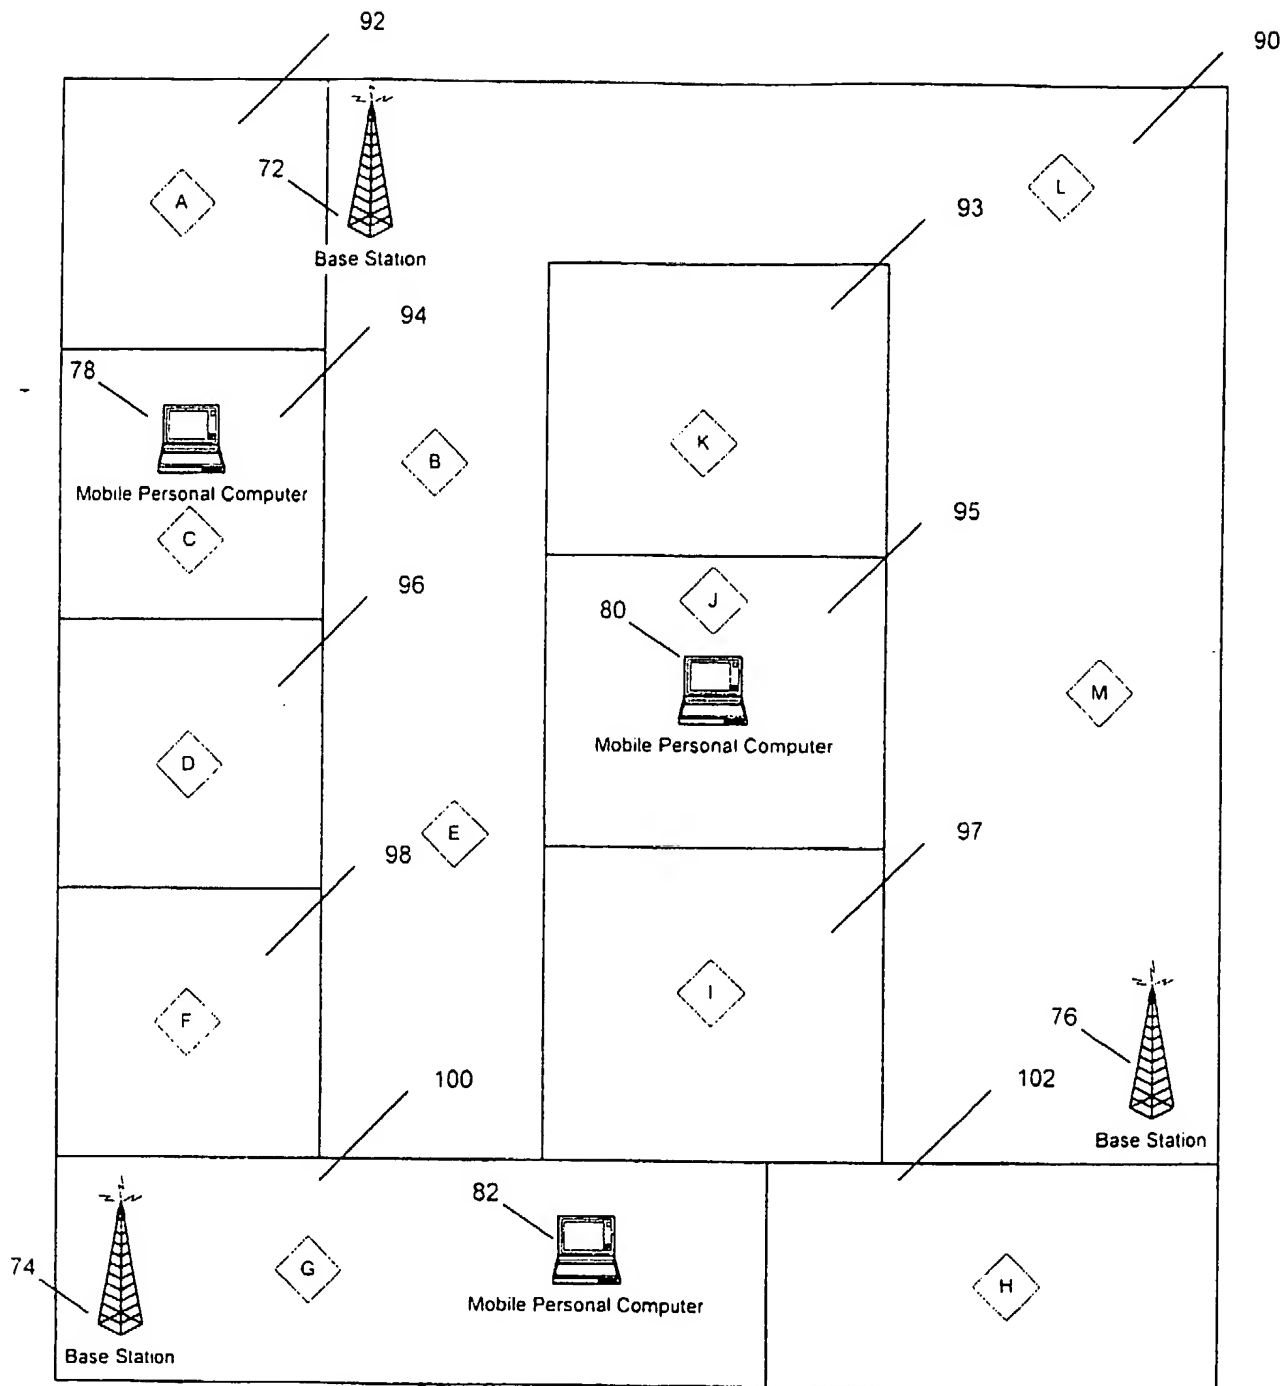 92
90
72
A
L
Base Station
93
94
78
B
K
Mobile Personal Computer
C
95
96
80
J
M
Mobile Personal Computer
D
E
97
98
I
F
76
100
102
Base Station
82
74
G
H
Mobile Personal Computer
Base Station